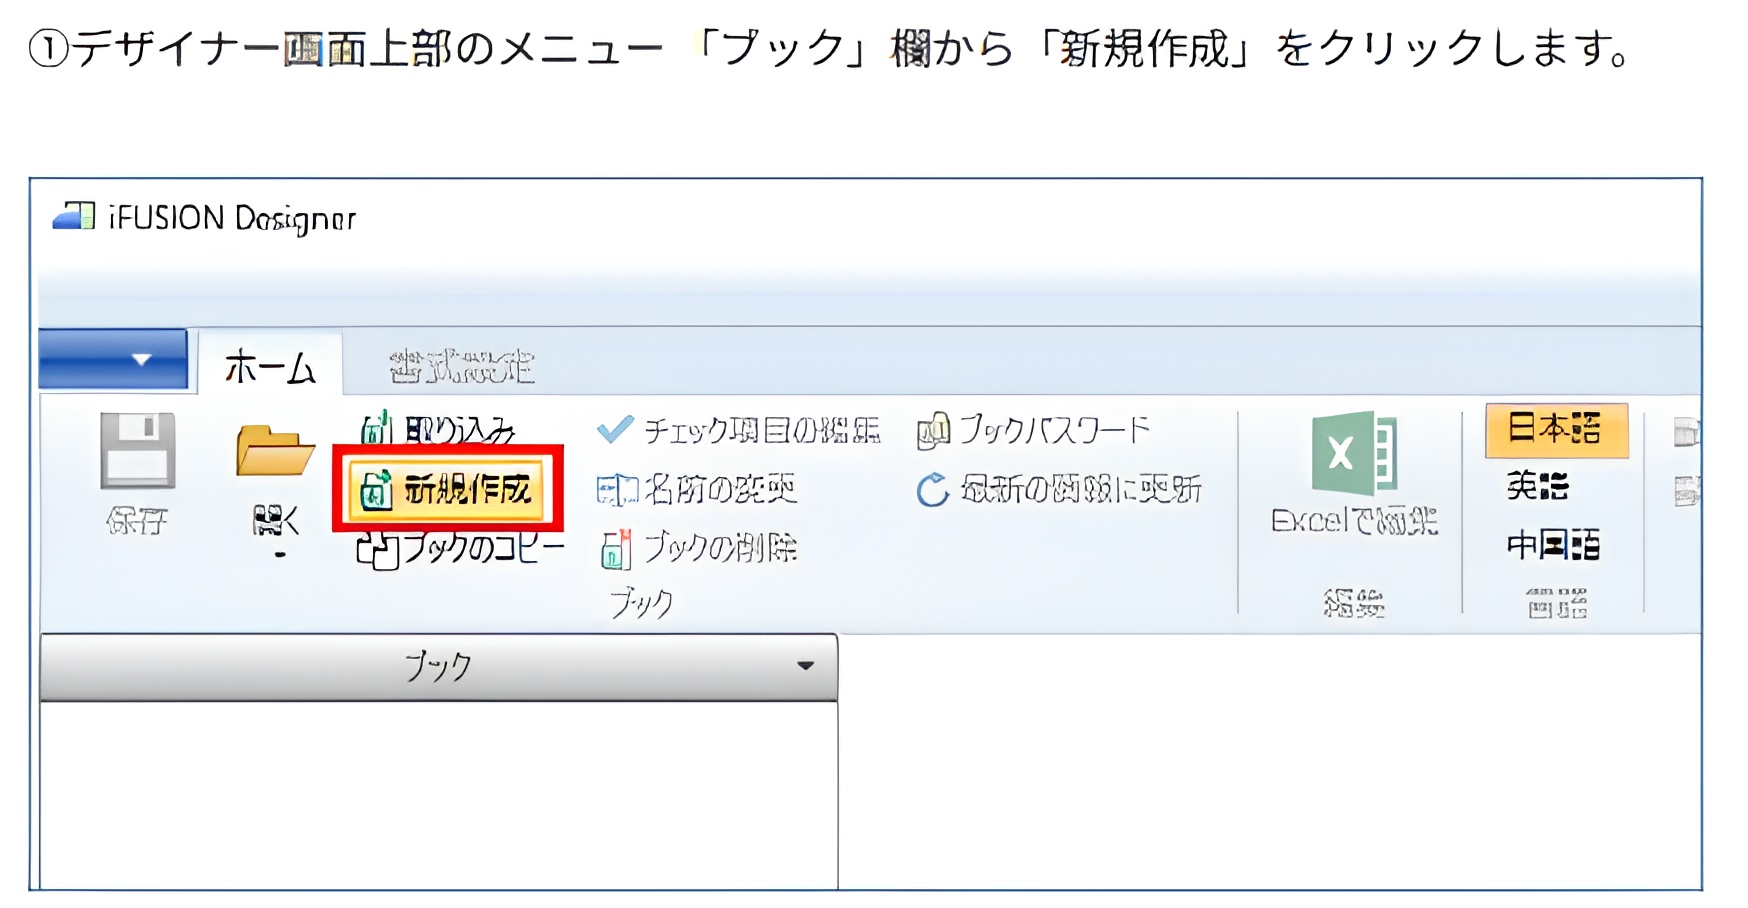 ①デザイナー画面上部のメニュー「ブック」欄から「新規作成」をクリックします。
iFUSION Designer
ホーム
書式設定
保存
開く
取り込み
新規作成
ブックのコピー
チェック項目の
名前の変更
ブックの削除
ブックパスワード
最新の情報に更新
ブック
Excelで編集
編集
日本語
英語
中国語
言語
ブック